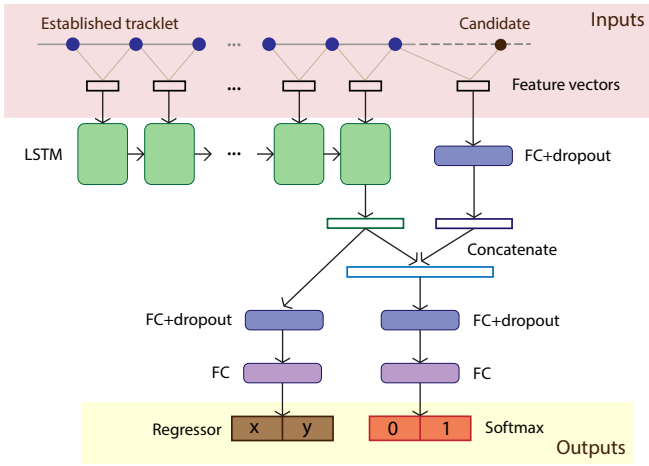 Established tracklet
...
Candidate
Inputs
...
Feature vectors
LSTM
...
FC+dropout
Concatenate
FC+dropout
FC+dropout
FC
FC
Regressor
x y
0 1
Softmax
Outputs